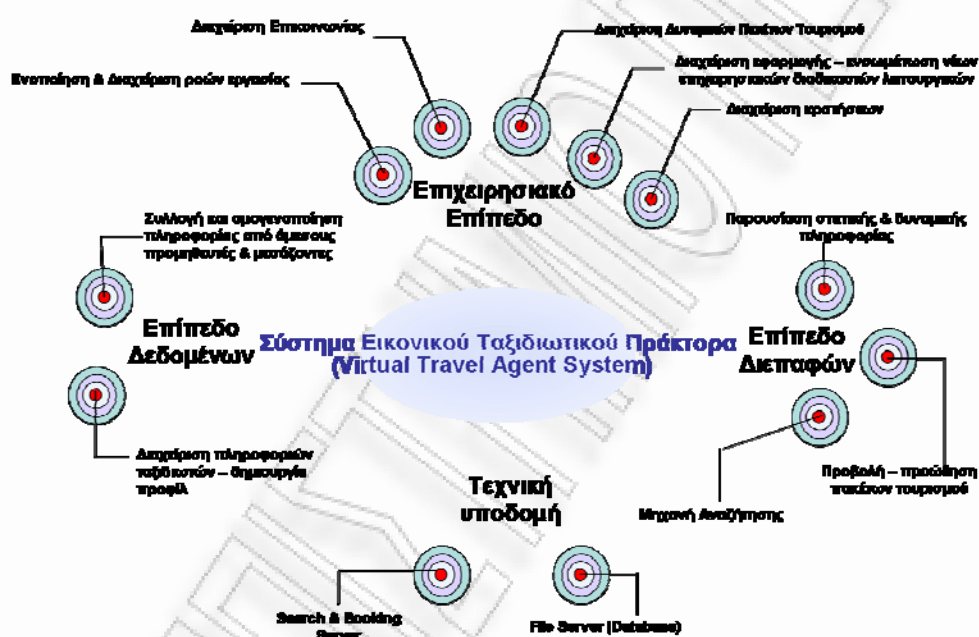 Διαχείριση Επικοινωνίας
Διαχείριση Δυναμικών Πακέτων Τουρισμού
Ενοποίηση & Διαχείριση ροών εργασίας
Διαχείριση εφαρμογής – ενσωμάτωση νέων
επιχειρησιακών διαδικαστών λειτουργικών
Διαχείριση κρατήσεων
Επιχειρησιακό
Επίπεδο
Συλλογή και ομογενοποίηση
πληροφορίας από άμεσους
προμηθευτές & μεσάζοντες
Παρουσίαση στατικής & δυναμικής
πληροφορίας
Επίπεδο
Δεδομένων
Σύστημα Εικονικού Ταξιδιωτικού Πράκτορα
(Virtual Travel Agent System)
Επίπεδο
Διεπαφών
Διαχείριση πληροφοριών
ταξιδιωτών – δημιουργία
προφίλ
Προβολή – προώθηση
πακέτων τουρισμού
Μηχανή Αναζήτησης
Τεχνική
υποδομή
Search & Booking
Server
File Server (Database)